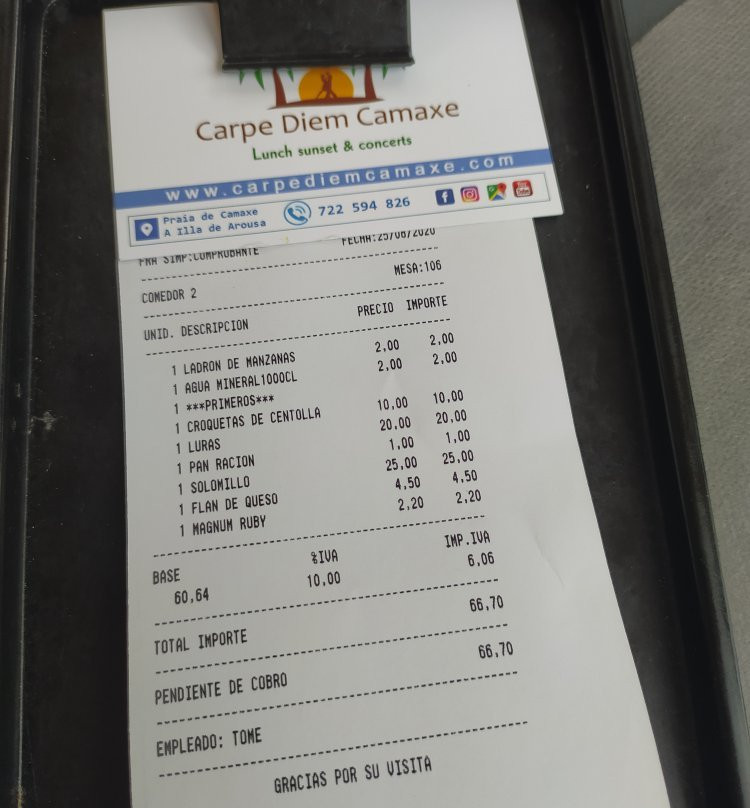 Carpe Diem Camaxe
Lunch sunset & concerts
www.carpediemcamaxe.com
Praia de Camaxe
A Illa de Arousa
722 594 826
FRA SIMP:COMPROBANTE FECHA:25/06/2020
COMEDOR 2 MESA:106
UNID. DESCRIPCION PRECIO IMPORTE
1 LADRON DE MANZANAS 2,00 2,00
1 AGUA MINERAL1000CL 2,00 2,00
1 ***PRIMEROS***
1 CROQUETAS DE CENTOLLA 10,00 10,00
1 LURAS 20,00 20,00
1 PAN RACION 1,00 1,00
1 SOLOMILLO 25,00 25,00
1 FLAN DE QUESO 4,50 4,50
1 MAGNUM RUBY 2,20 2,20
BASE %IVA IMP.IVA
60,64 10,00 6,06
TOTAL IMPORTE 66,70
PENDIENTE DE COBRO 66,70
EMPLEADO: TOME
GRACIAS POR SU VISITA